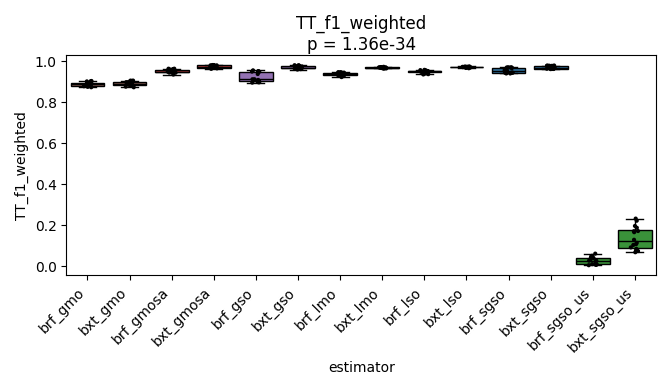 TT_f1_weighted
p = 1.36e-34
TT_f1_weighted
1.0
0.8
0.6
0.4
0.2
0.0
brf_gmo
bxt_gmo
brf_gmosa
bxt_gmosa
brf_gso
bxt_gso
brf_lmo
bxt_lmo
brf_lso
bxt_lso
brf_sgso
bxt_sgso
brf_sgso_us
bxt_sgso_us
estimator